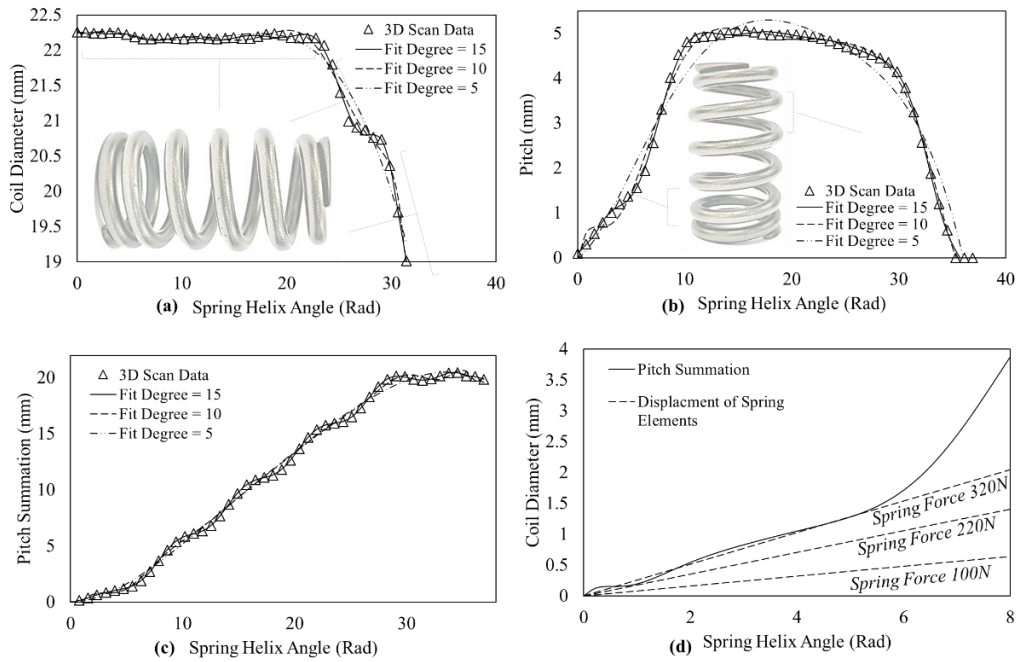 22.5
22
21.5
21
20.5
20
19.5
19
Coil Diameter (mm)
3D Scan Data
Fit Degree = 15
Fit Degree = 10
Fit Degree = 5
0 10 20 30 40
(a) Spring Helix Angle (Rad)
5
4
3
2
1
0
Pitch (mm)
3D Scan Data
Fit Degree = 15
Fit Degree = 10
Fit Degree = 5
0 10 20 30 40
Spring Helix Angle (Rad)
(b)
20
15
10
5
0
Pitch Summation (mm)
3D Scan Data
Fit Degree = 15
Fit Degree = 10
Fit Degree = 5
0 10 20 30
(c) Spring Helix Angle (Rad)
4
3.5
3
2.5
2
1.5
1
0.5
0
Coil Diameter (mm)
Pitch Summation
Displacment of Spring
Elements
Spring Force 320N
Spring Force 220N
Spring Force 100N
0 2 4 6 8
(d) Spring Helix Angle (Rad)